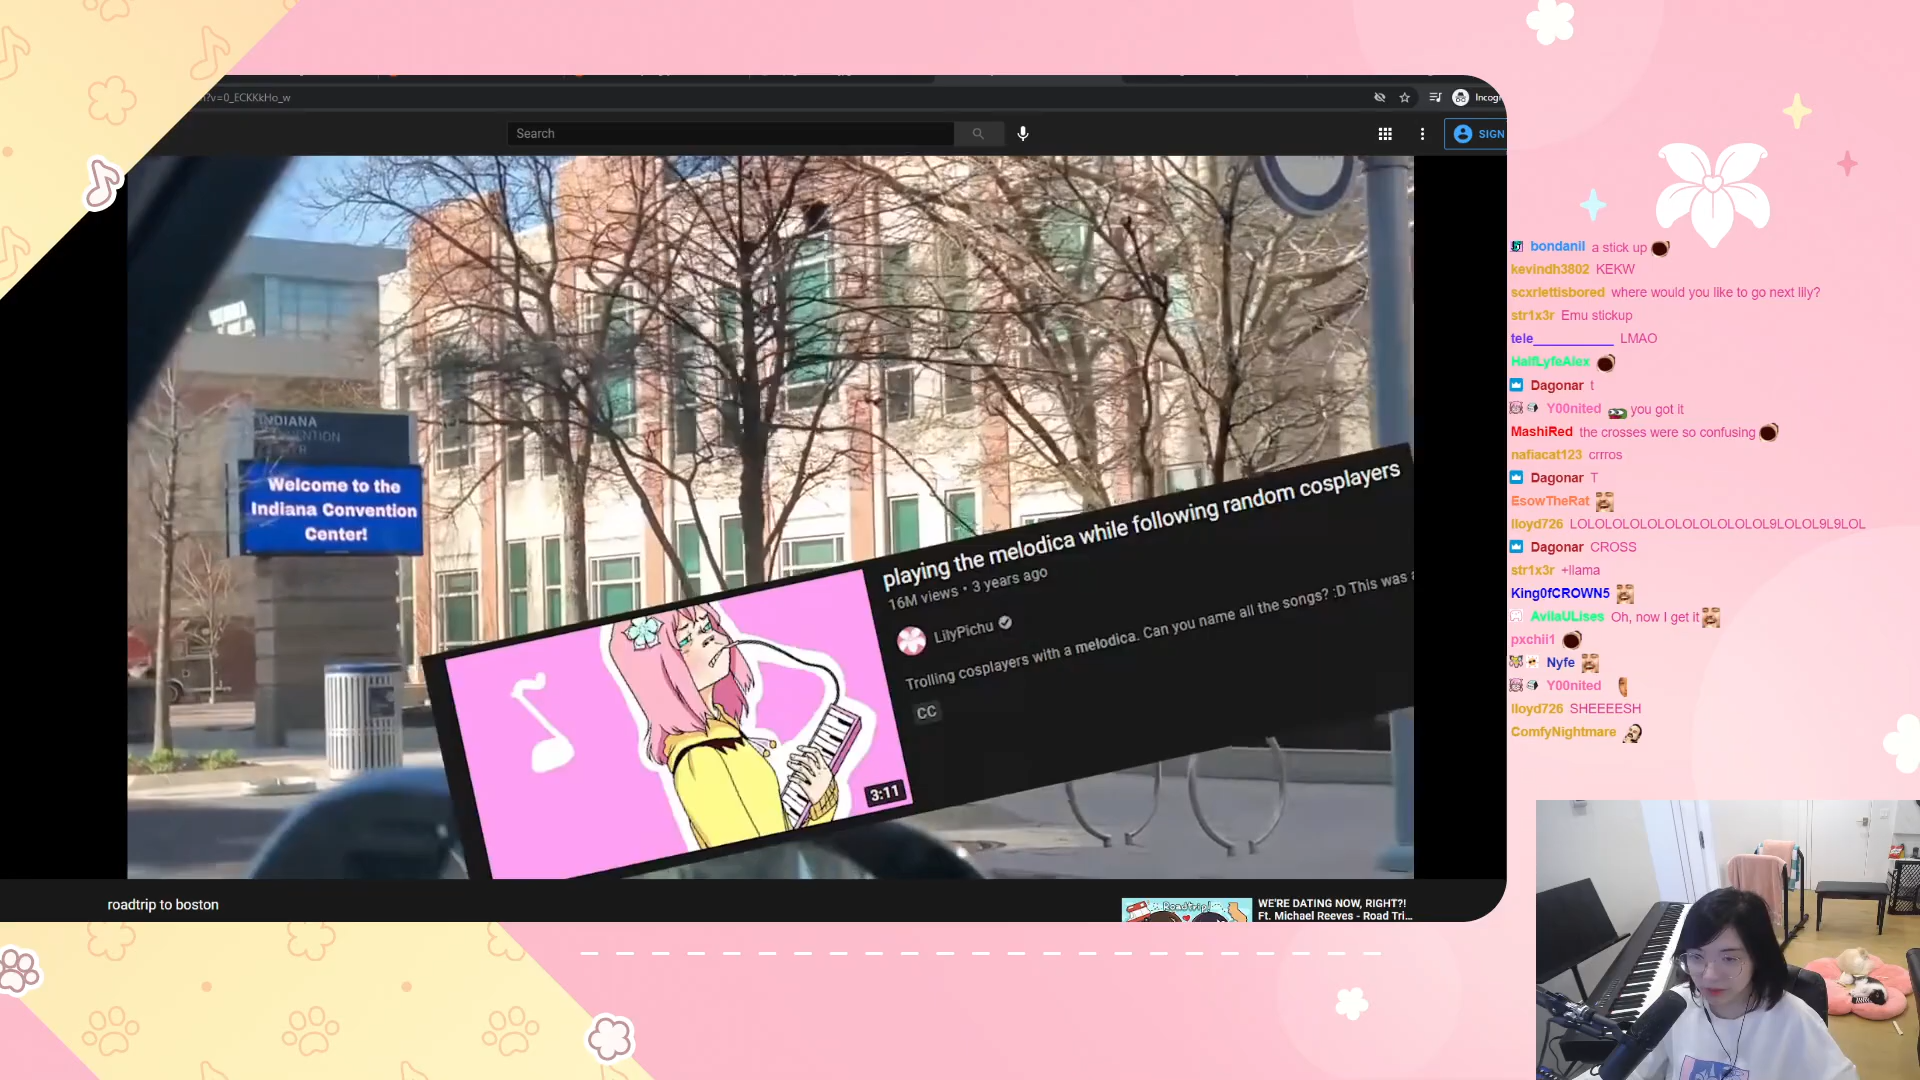 ?v=0_ECKKkHo_w
Search
SIGN
INDIANA
CONVENTION
Welcome to the
Indiana Convention
Center!
playing the melodica while following random cosplayers
16M views • 3 years ago
LilyPichu
Trolling cosplayers with a melodica. Can you name all the songs? :D This was
CC
3:11
roadtrip to boston
Roadtrip!
WE'RE DATING NOW, RIGHT?!
Ft. Michael Reeves - Road Tri...
bondanil a stick up
kevindh3802 KEKW
scxrlettisbored where would you like to go next lily?
str1x3r Emu stickup
tele____________ LMAO
HalfLyfeAlex
Dagonar t
Y00nited you got it
MashiRed the crosses were so confusing
nafiacat123 crrros
Dagonar T
EsowTheRat
lloyd726 LOLOLOLOLOLOLOLOLOLOL9LOLOL9L9LOL
Dagonar CROSS
str1x3r +llama
King0fCROWN5
AvilaULises Oh, now I get it
pxchii1
Nyfe
Y00nited
lloyd726 SHEEEESH
ComfyNightmare